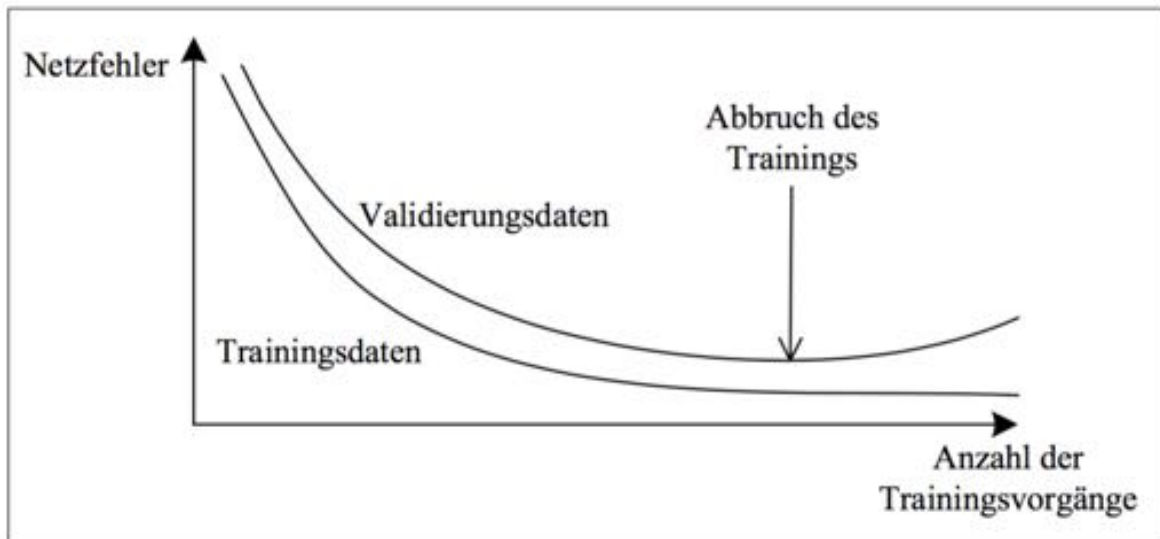 Netzfehler
Abbruch des
Trainings
Validierungsdaten
Trainingsdaten
Anzahl der
Trainingsvorgänge